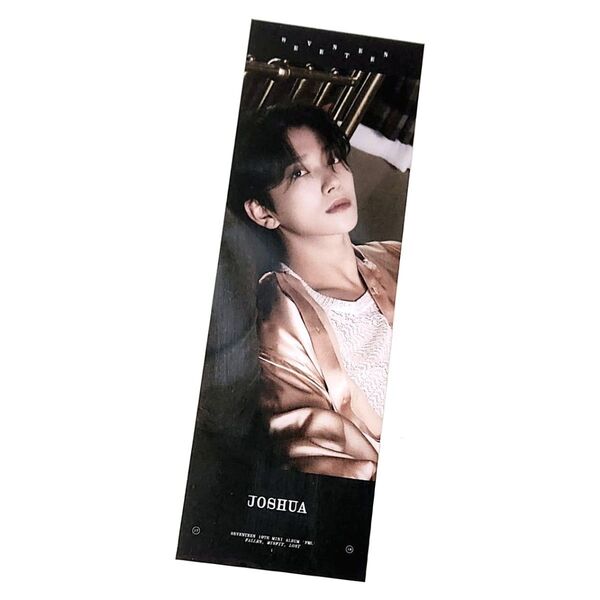 SEVENTEEN
JOSHUA
SEVENTEEN 10TH MINI ALBUM 'FML'
FALLEN, MISFIT, LOST